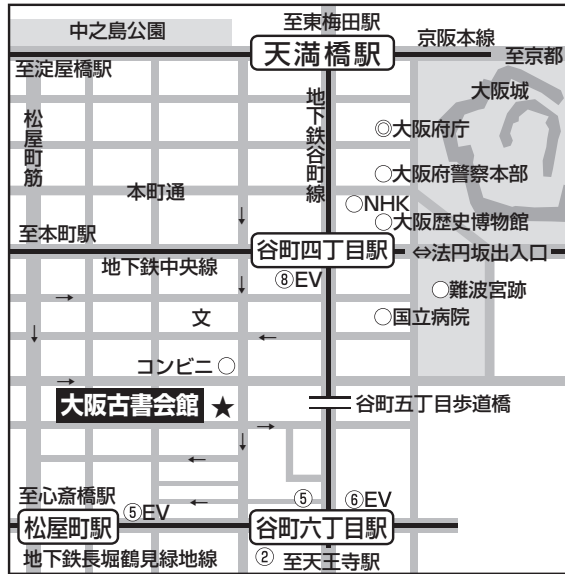 中之島公園
至東梅田駅
天満橋駅
京阪本線
至京都
至淀屋橋駅
大阪城
松屋町筋
地下鉄谷町線
◎大阪府庁
○大阪府警察本部
本町通
○NHK
○大阪歴史博物館
至本町駅
谷町四丁目駅
⇔法円坂出入口
地下鉄中央線
⑧EV
○難波宮跡
文
○国立病院
コンビニ○
大阪古書会館 ★
谷町五丁目歩道橋
至心斎橋駅
⑤EV
⑤
⑥EV
松屋町駅
谷町六丁目駅
地下鉄長堀鶴見緑地線
②
至天王寺駅